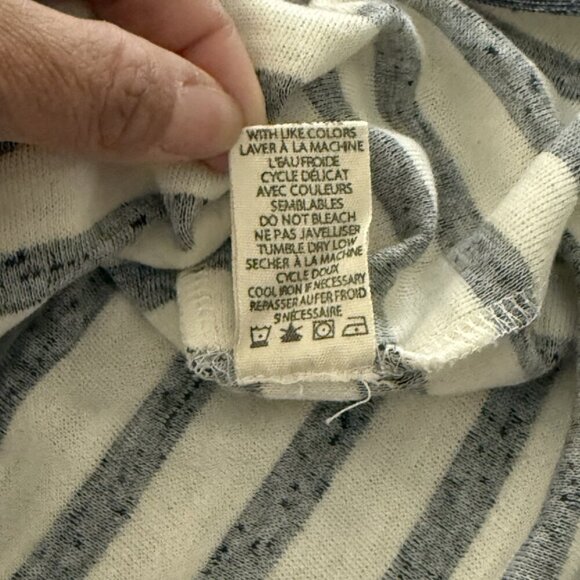 WITH LIKE COLORS
LAVER À LA MACHINE
L'EAU FROIDE
CYCLE DÉLICAT
AVEC COULEURS
SEMBLABLES
DO NOT BLEACH
NE PAS JAVELLISER
TUMBLE DRY LOW
SECHER À LA MACHINE
CYCLE DOUX
COOL IRON IF NECESSARY
REPASSER AU FER FROID
SI NÉCESSAIRE